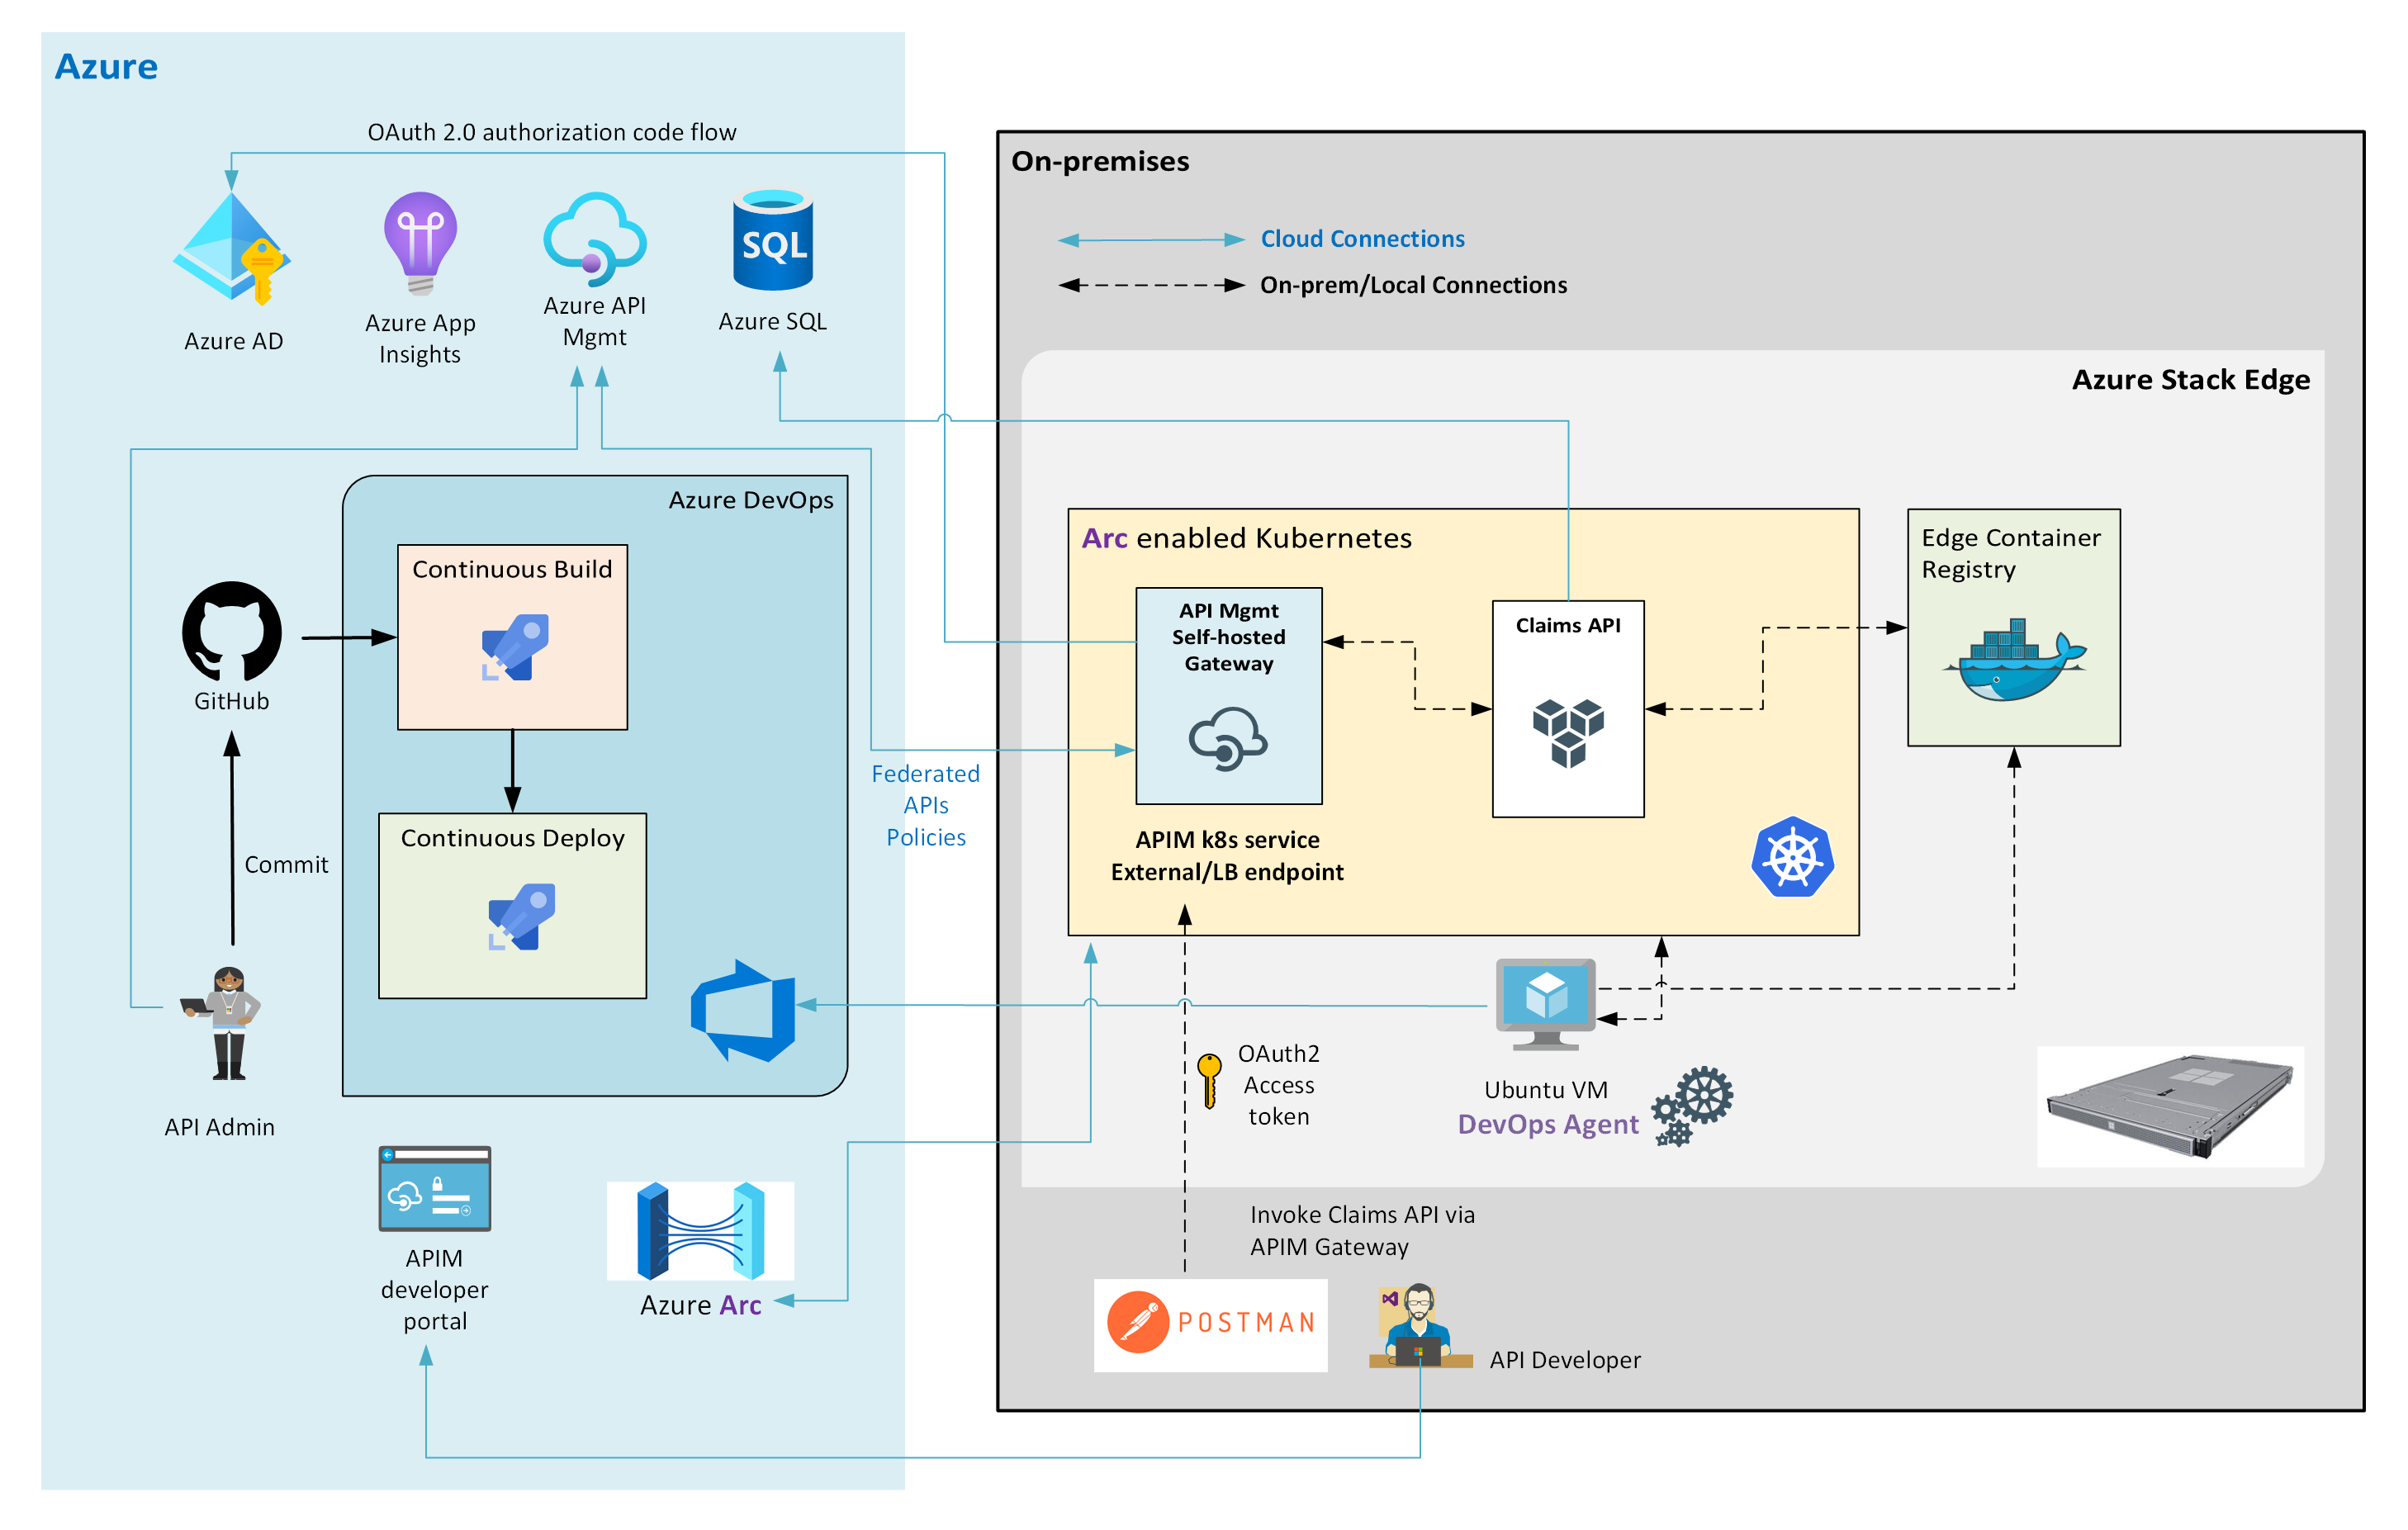 Azure
OAuth 2.0 authorization code flow
Azure AD
Azure App
Insights
Azure API
Mgmt
SQL
Azure SQL
Azure DevOps
Continuous Build
Continuous Deploy
GitHub
Commit
API Admin
APIM
developer
portal
Azure Arc
Federated
APIs
Policies
On-premises
Cloud Connections
On-prem/Local Connections
Azure Stack Edge
Arc enabled Kubernetes
API Mgmt
Self-hosted
Gateway
Claims API
APIM k8s service
External/LB endpoint
Edge Container
Registry
OAuth2
Access
token
Ubuntu VM
DevOps Agent
Invoke Claims API via
APIM Gateway
POSTMAN
API Developer